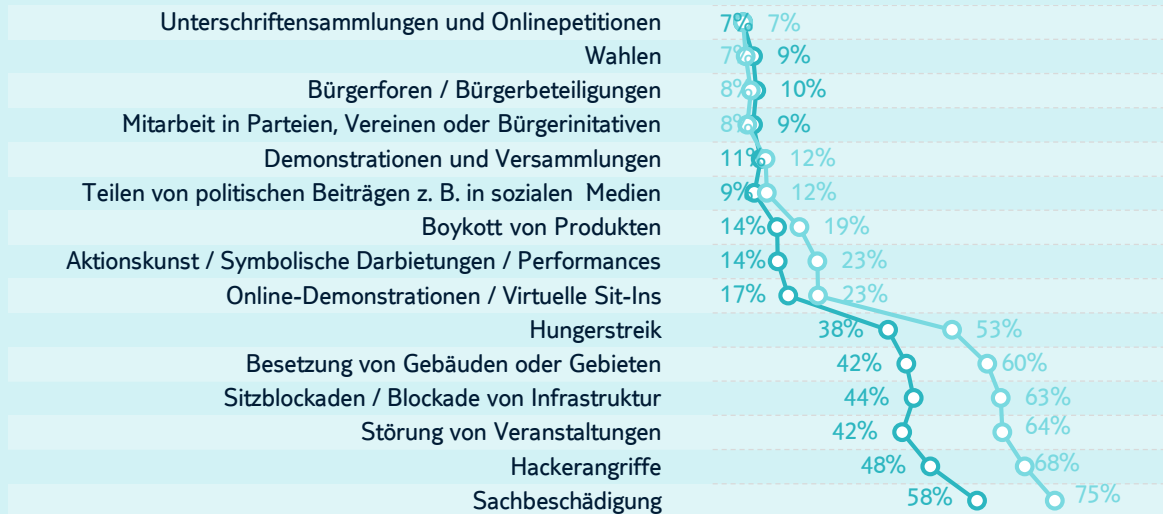 Unterschriftensammlungen und Onlinepetitionen 7% 7%
Wahlen 7% 9%
Bürgerforen / Bürgerbeteiligungen 8% 10%
Mitarbeit in Parteien, Vereinen oder Bürgerinitativen 8% 9%
Demonstrationen und Versammlungen 11% 12%
Teilen von politischen Beiträgen z. B. in sozialen Medien 9% 12%
Boykott von Produkten 14% 19%
Aktionskunst / Symbolische Darbietungen / Performances 14% 23%
Online-Demonstrationen / Virtuelle Sit-Ins 17% 23%
Hungerstreik 38% 53%
Besetzung von Gebäuden oder Gebieten 42% 60%
Sitzblockaden / Blockade von Infrastruktur 44% 63%
Störung von Veranstaltungen 42% 64%
Hackerangriffe 48% 68%
Sachbeschädigung 58% 75%